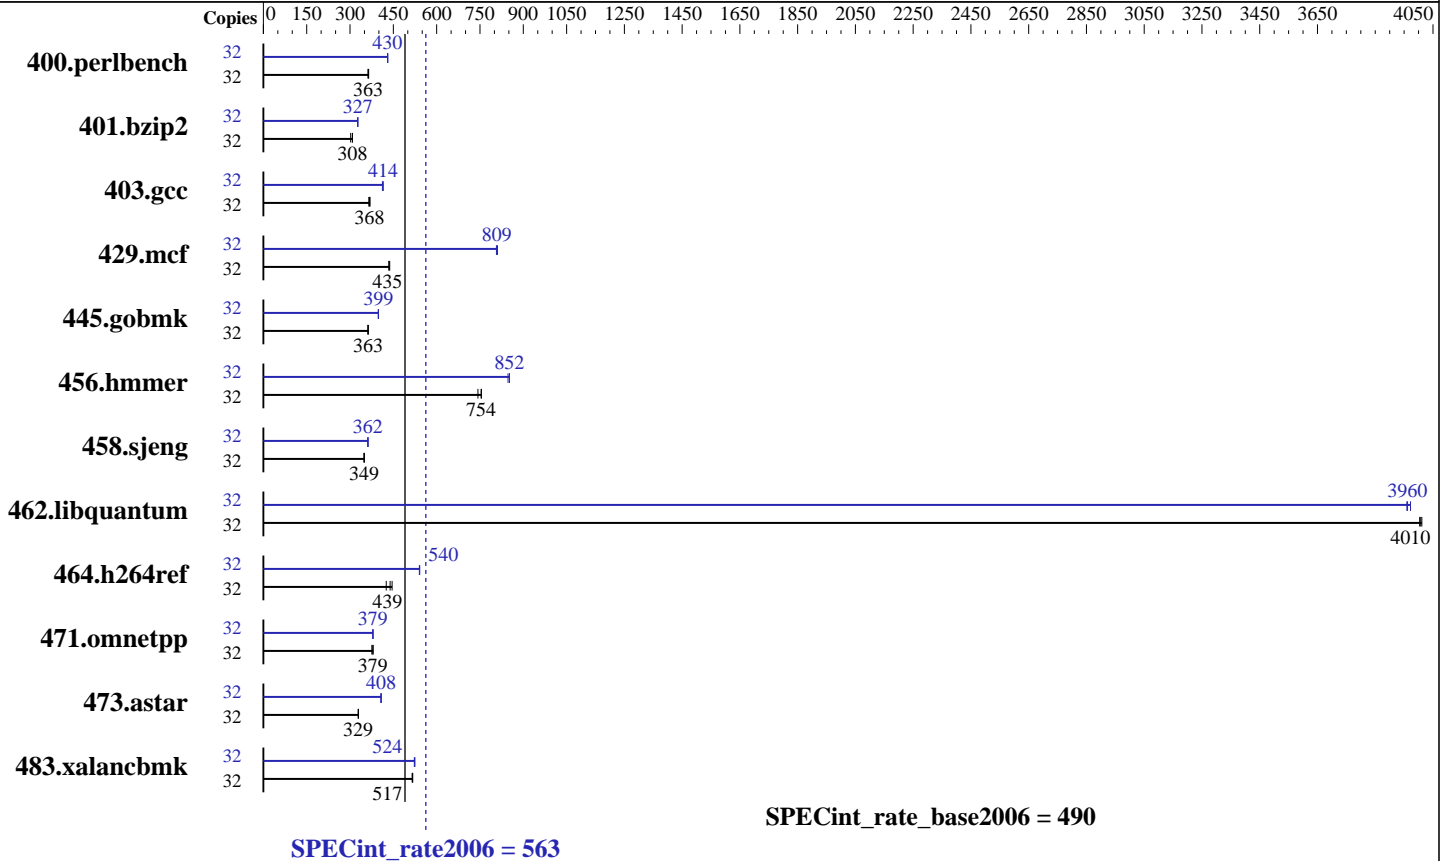 Copies 0 150 300 450 600 750 900 1050 1250 1450 1650 1850 2050 2250 2450 2650 2850 3050 3250 3450 3650 4050
400.perlbench 32 430
32 363
401.bzip2 32 327
32 308
403.gcc 32 414
32 368
429.mcf 32 809
32 435
445.gobmk 32 399
32 363
456.hmmer 32 852
32 754
458.sjeng 32 362
32 349
462.libquantum 32 3960
32 4010
464.h264ref 32 540
32 439
471.omnetpp 32 379
32 379
473.astar 32 408
32 329
483.xalancbmk 32 524
32 517
SPECint_rate_base2006 = 490
SPECint_rate2006 = 563